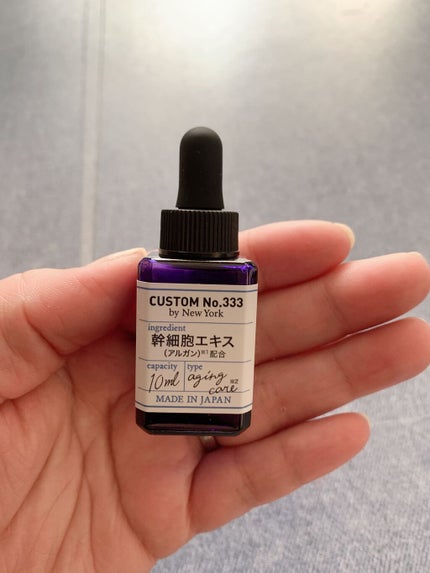 CUSTOM No.333
by New York
ingredient
幹細胞エキス
(アルガン)※1配合
capacity type
10ml aging care ※2
MADE IN JAPAN